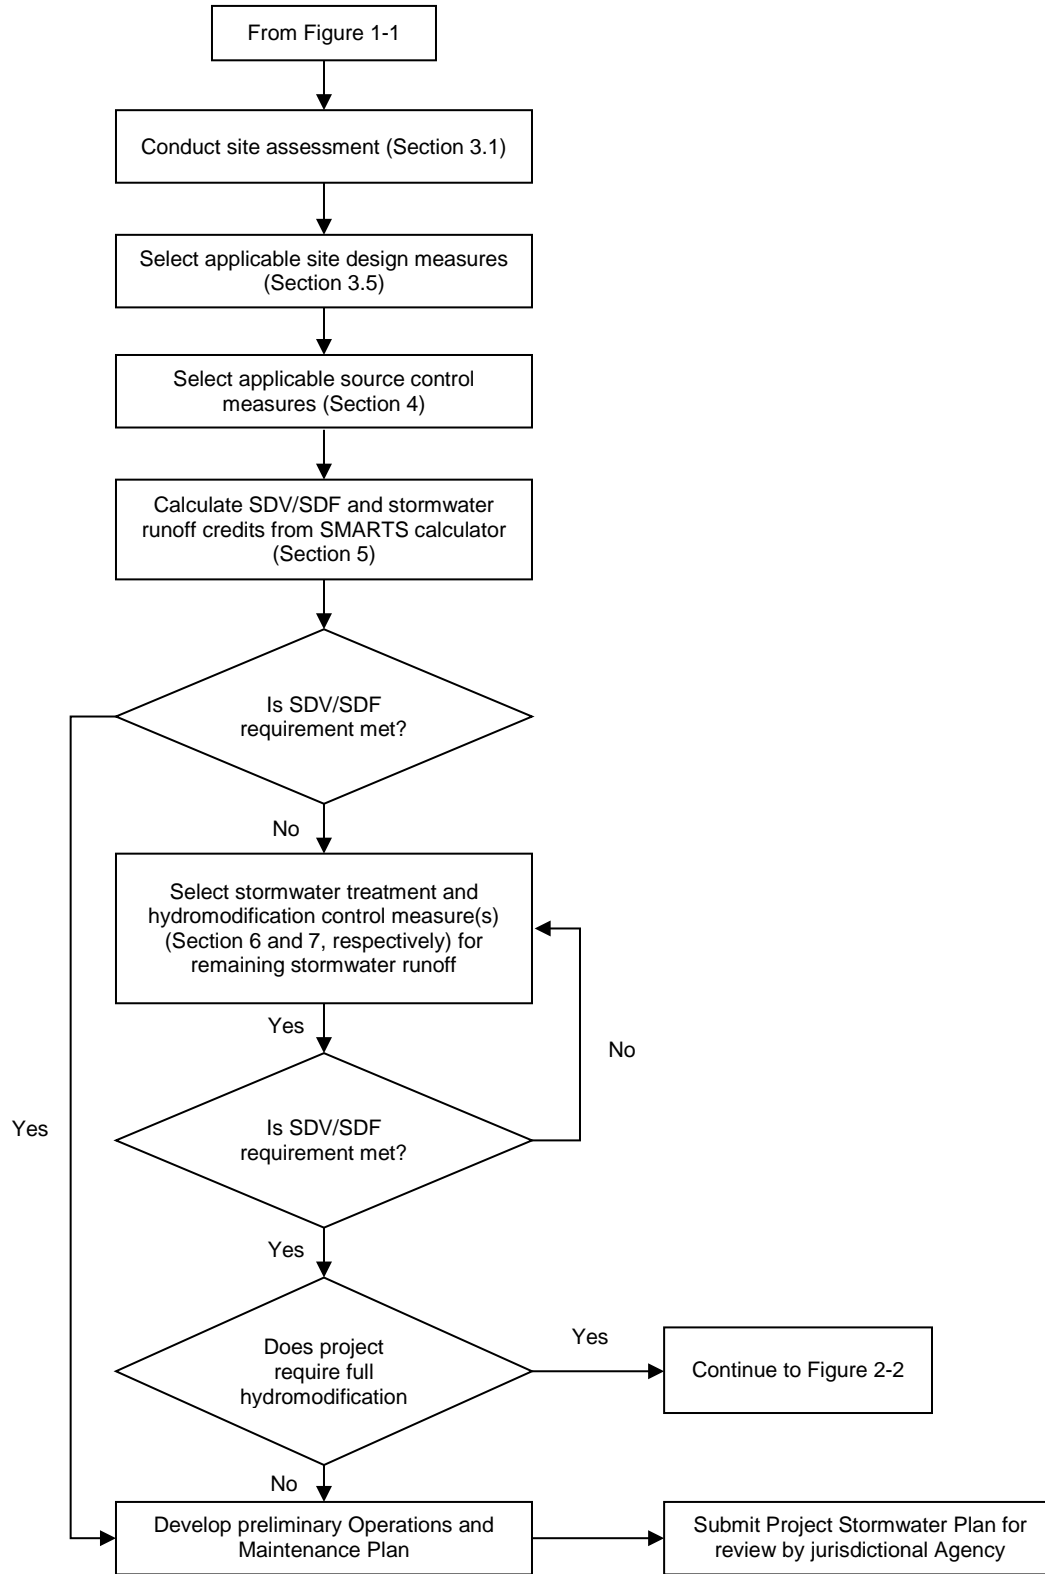 From Figure 1-1
Conduct site assessment (Section 3.1)
Select applicable site design measures
(Section 3.5)
Select applicable source control
measures (Section 4)
Calculate SDV/SDF and stormwater
runoff credits from SMARTS calculator
(Section 5)
Is SDV/SDF
requirement met?
No
Select stormwater treatment and
hydromodification control measure(s)
(Section 6 and 7, respectively) for
remaining stormwater runoff
Yes
No
Yes
Is SDV/SDF
requirement met?
Yes
Does project
require full
hydromodification
Yes
Continue to Figure 2-2
No
Develop preliminary Operations and
Maintenance Plan
Submit Project Stormwater Plan for
review by jurisdictional Agency